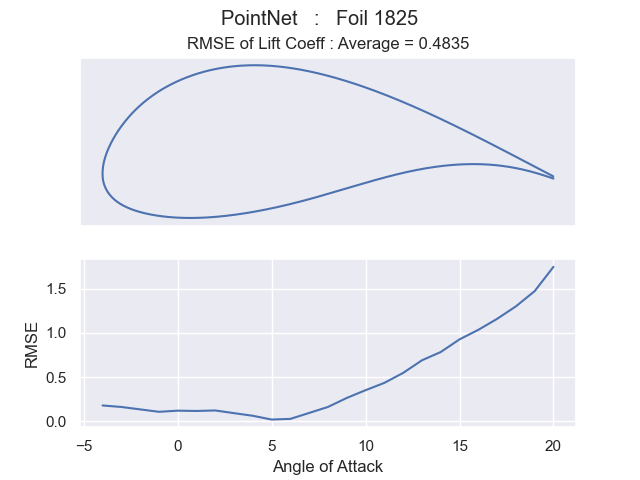 PointNet : Foil 1825
RMSE of Lift Coeff : Average = 0.4835
1.5
1.0
0.5
0.0
RMSE
−5 0 5 10 15 20
Angle of Attack